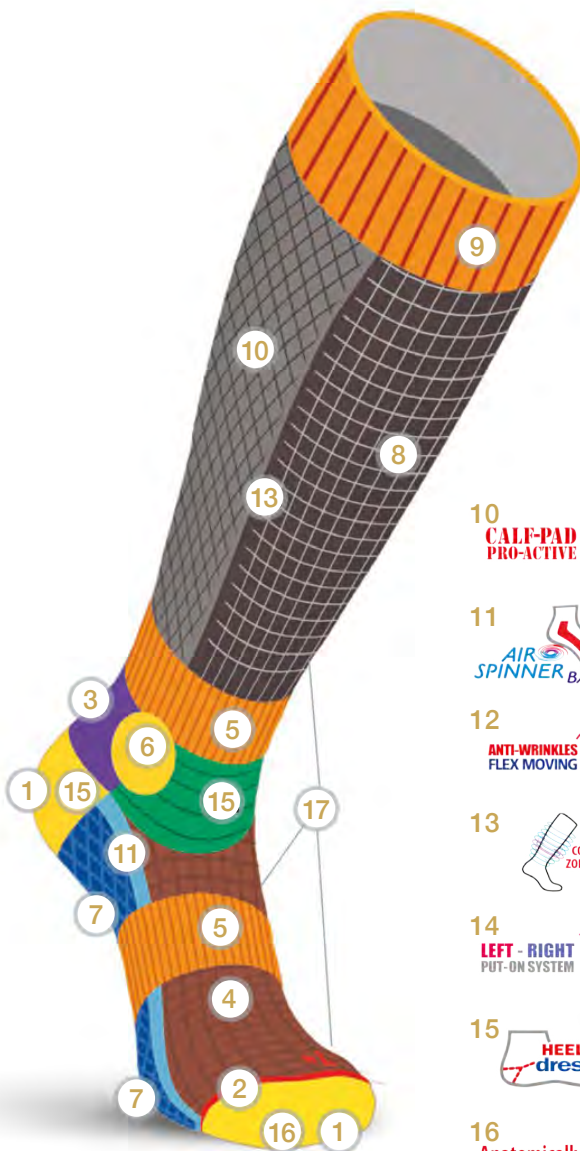 9
10
8
13
3
5
6
1
15
15
11
17
7
5
4
7
2
16
1
10
CALF-PAD
PRO-ACTIVE
11
AIR
SPINNER
12
ANTI-WRINKLES
FLEX MOVING
13
14
LEFT - RIGHT
PUT-ON SYSTEM
15
HEEL
16